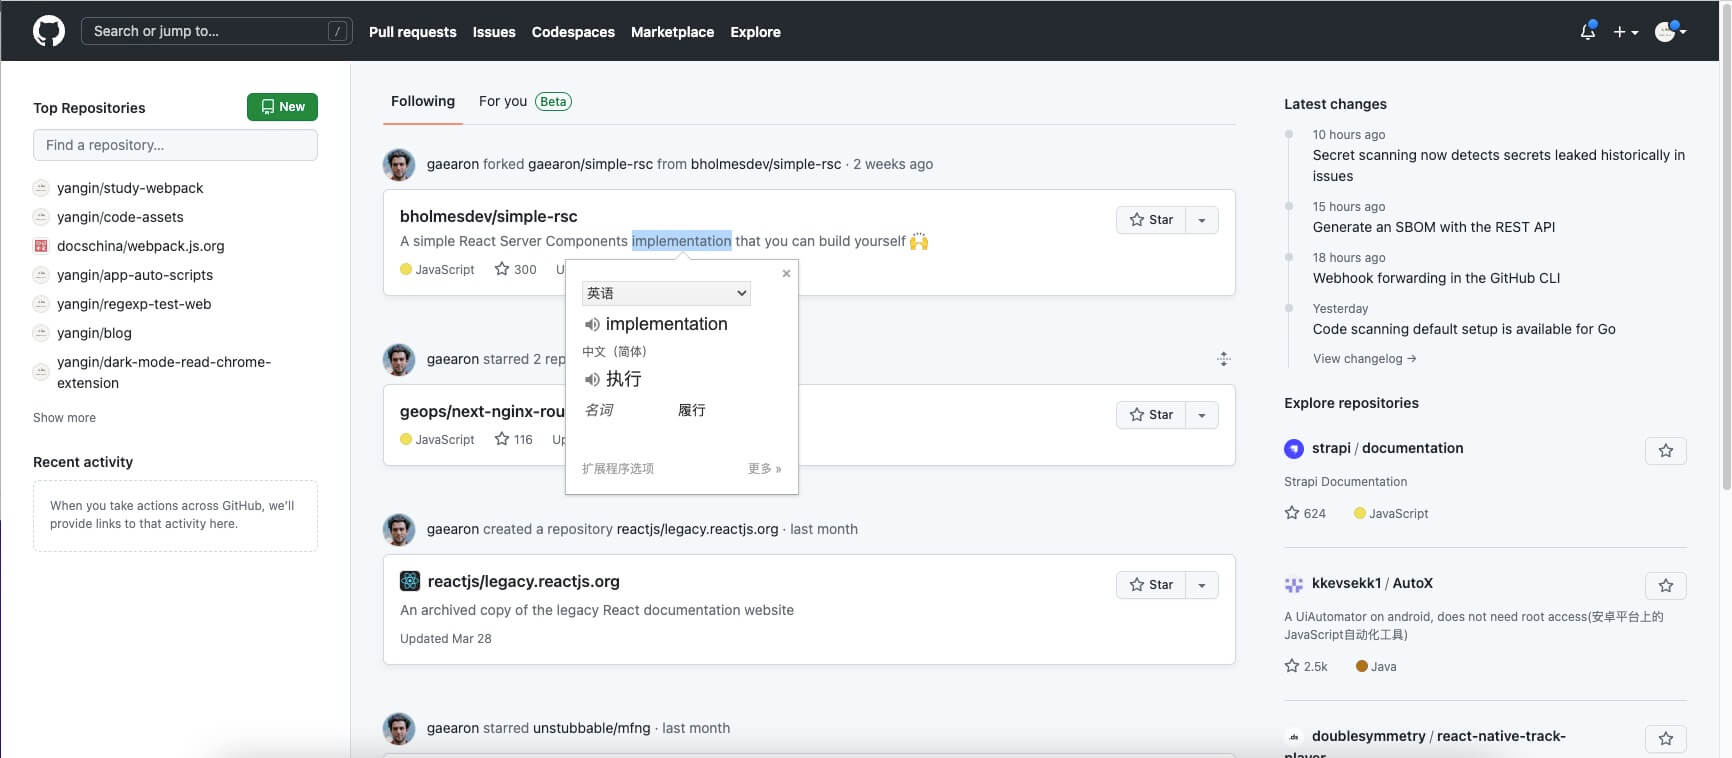 Search or jump to...
/
Pull requests
Issues
Codespaces
Marketplace
Explore
Top Repositories
New
Find a repository...
yangin/study-webpack
yangin/code-assets
docschina/webpack.js.org
yangin/app-auto-scripts
yangin/regexp-test-web
yangin/blog
yangin/dark-mode-read-chrome-
extension
Show more
Recent activity
When you take actions across GitHub, we'll
provide links to that activity here.
Following
For you
Beta
gaearon forked gaearon/simple-rsc from bholmesdev/simple-rsc · 2 weeks ago
bholmesdev/simple-rsc
Star
A simple React Server Components implementation that you can build yourself 🙌
JavaScript
300
U
×
英语
implementation
中文（简体）
执行
名词
履行
扩展程序选项
更多 »
gaearon starred 2 rep
geops/next-nginx-rou
Star
JavaScript
116
Up
gaearon created a repository reactjs/legacy.reactjs.org · last month
reactjs/legacy.reactjs.org
Star
An archived copy of the legacy React documentation website
Updated Mar 28
gaearon starred unstubbable/mfng · last month
Latest changes
10 hours ago
Secret scanning now detects secrets leaked historically in
issues
15 hours ago
Generate an SBOM with the REST API
18 hours ago
Webhook forwarding in the GitHub CLI
Yesterday
Code scanning default setup is available for Go
View changelog →
Explore repositories
strapi / documentation
Strapi Documentation
624
JavaScript
kkevsekk1 / AutoX
A UiAutomator on android, does not need root access(安卓平台上的
JavaScript自动化工具)
2.5k
Java
doublesymmetry / react-native-track-
player